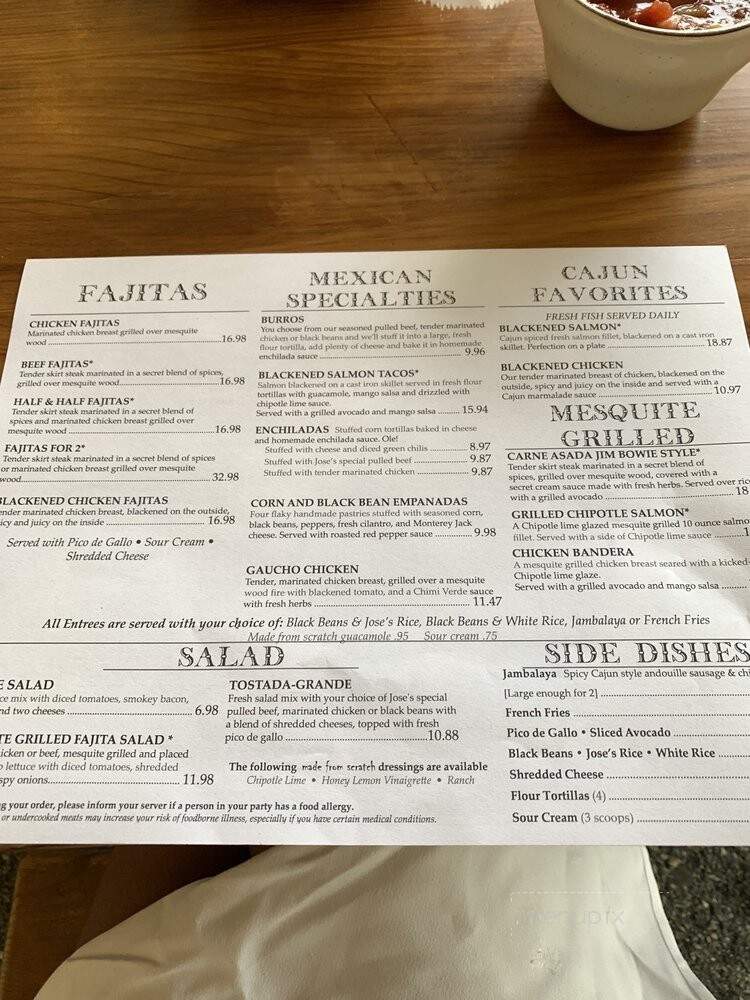 FAJITAS
CHICKEN FAJITAS
Marinated chicken breast grilled over mesquite
wood 16.98
BEEF FAJITAS*
Tender skirt steak marinated in a secret blend of spices,
grilled over mesquite wood 16.98
HALF & HALF FAJITAS*
Tender skirt steak marinated in a secret blend of
spices and marinated chicken breast grilled over
mesquite wood 16.98
FAJITAS FOR 2*
Tender skirt steak marinated in a secret blend of spices
or marinated chicken breast grilled over mesquite
wood 32.98
BLACKENED CHICKEN FAJITAS
ender marinated chicken breast, blackened on the outside,
icy and juicy on the inside 16.98
Served with Pico de Gallo • Sour Cream •
Shredded Cheese
MEXICAN
SPECIALTIES
BURROS
You choose from our seasoned pulled beef, tender marinated
chicken or black beans and we'll stuff it into a large, fresh
flour tortilla, add plenty of cheese and bake it in homemade
enchilada sauce 9.96
BLACKENED SALMON TACOS*
Salmon blackened on a cast iron skillet served in fresh flour
tortillas with guacamole, mango salsa and drizzled with
chipotle lime sauce.
Served with a grilled avocado and mango salsa 15.94
ENCHILADAS Stuffed corn tortillas baked in cheese
and homemade enchilada sauce. Ole!
Stuffed with cheese and diced green chilis 8.97
Stuffed with Jose's special pulled beef 9.87
Stuffed with tender marinated chicken 9.87
CORN AND BLACK BEAN EMPANADAS
Four flaky handmade pastries stuffed with seasoned corn,
black beans, peppers, fresh cilantro, and Monterey Jack
cheese. Served with roasted red pepper sauce 9.98
GAUCHO CHICKEN
Tender, marinated chicken breast, grilled over a mesquite
wood fire with blackened tomato, and a Chimi Verde sauce
with fresh herbs 11.47
CAJUN
FAVORITES
FRESH FISH SERVED DAILY
BLACKENED SALMON*
Cajun spiced fresh salmon fillet, blackened on a cast iron
skillet. Perfection on a plate 18.87
BLACKENED CHICKEN
Our tender marinated breast of chicken, blackened on the
outside, spicy and juicy on the inside and served with a
Cajun marmalade sauce 10.97
MESQUITE
GRILLED
CARNE ASADA JIM BOWIE STYLE*
Tender skirt steak marinated in a secret blend of
spices, grilled over mesquite wood, covered with a
secret cream sauce made with fresh herbs. Served over rice
with a grilled avocado 18
GRILLED CHIPOTLE SALMON*
A Chipotle lime glazed mesquite grilled 10 ounce salmo
fillet. Served with a side of Chipotle lime sauce 1
CHICKEN BANDERA
A mesquite grilled chicken breast seared with a kicked-
Chipotle lime glaze.
Served with a grilled avocado and mango salsa
All Entrees are served with your choice of: Black Beans & Jose's Rice, Black Beans & White Rice, Jambalaya or French Fries
Made from scratch guacamole .95 Sour cream .75
SALAD
E SALAD
ce mix with diced tomatoes, smokey bacon,
nd two cheeses 6.98
TE GRILLED FAJITA SALAD *
hicken or beef, mesquite grilled and placed
o lettuce with diced tomatoes, shredded
spy onions 11.98
TOSTADA-GRANDE
Fresh salad mix with your choice of Jose's special
pulled beef, marinated chicken or black beans with
a blend of shredded cheeses, topped with fresh
pico de gallo 10.88
The following made from scratch dressings are available
Chipotle Lime • Honey Lemon Vinaigrette • Ranch
ng your order, please inform your server if a person in your party has a food allergy.
or undercooked meats may increase your risk of foodborne illness, especially if you have certain medical conditions.
SIDE DISHES
Jambalaya Spicy Cajun style andouille sausage & chi
[Large enough for 2]
French Fries
Pico de Gallo • Sliced Avocado
Black Beans • Jose's Rice • White Rice
Shredded Cheese
Flour Tortillas (4)
Sour Cream (3 scoops)